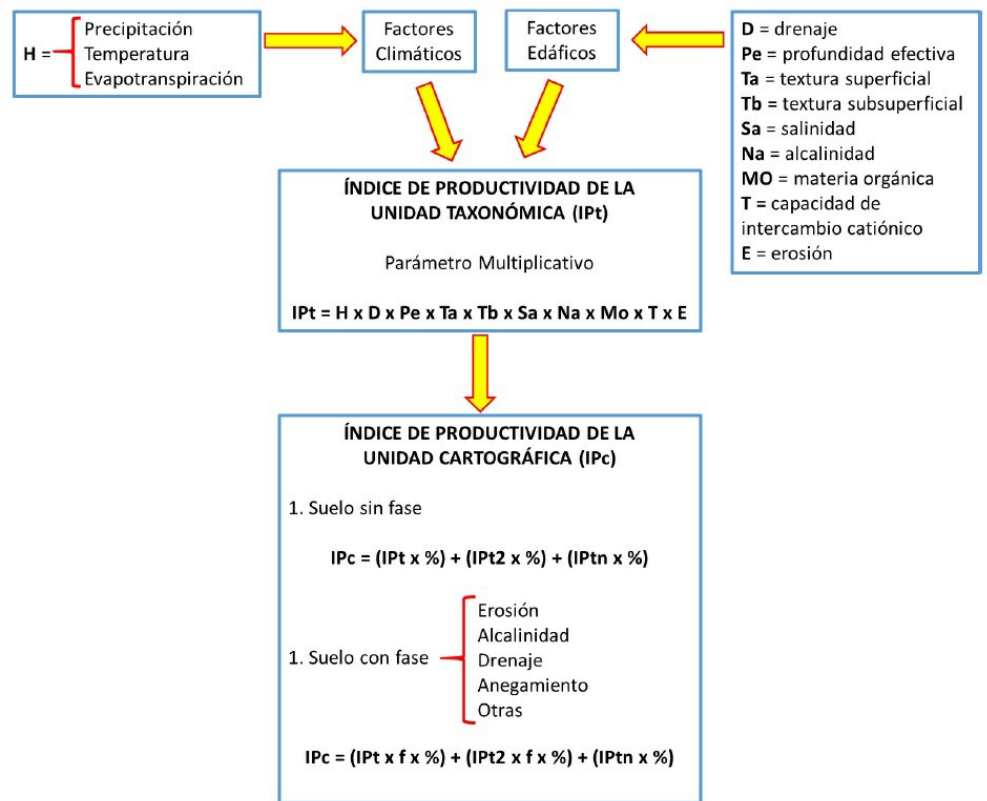 H =
Precipitación
Temperatura
Evapotranspiración
Factores
Climáticos
Factores
Edáficos
D = drenaje
Pe = profundidad efectiva
Ta = textura superficial
Tb = textura subsuperficial
Sa = salinidad
Na = alcalinidad
MO = materia orgánica
T = capacidad de
intercambio catiónico
E = erosión
ÍNDICE DE PRODUCTIVIDAD DE LA
UNIDAD TAXONÓMICA (IPt)
Parámetro Multiplicativo
IPt = H x D x Pe x Ta x Tb x Sa x Na x Mo x T x E
ÍNDICE DE PRODUCTIVIDAD DE LA
UNIDAD CARTOGRÁFICA (IPc)
1. Suelo sin fase
IPc = (IPt x %) + (IPt2 x %) + (IPtn x %)
1. Suelo con fase
Erosión
Alcalinidad
Drenaje
Anegamiento
Otras
IPc = (IPt x f x %) + (IPt2 x f x %) + (IPtn x %)